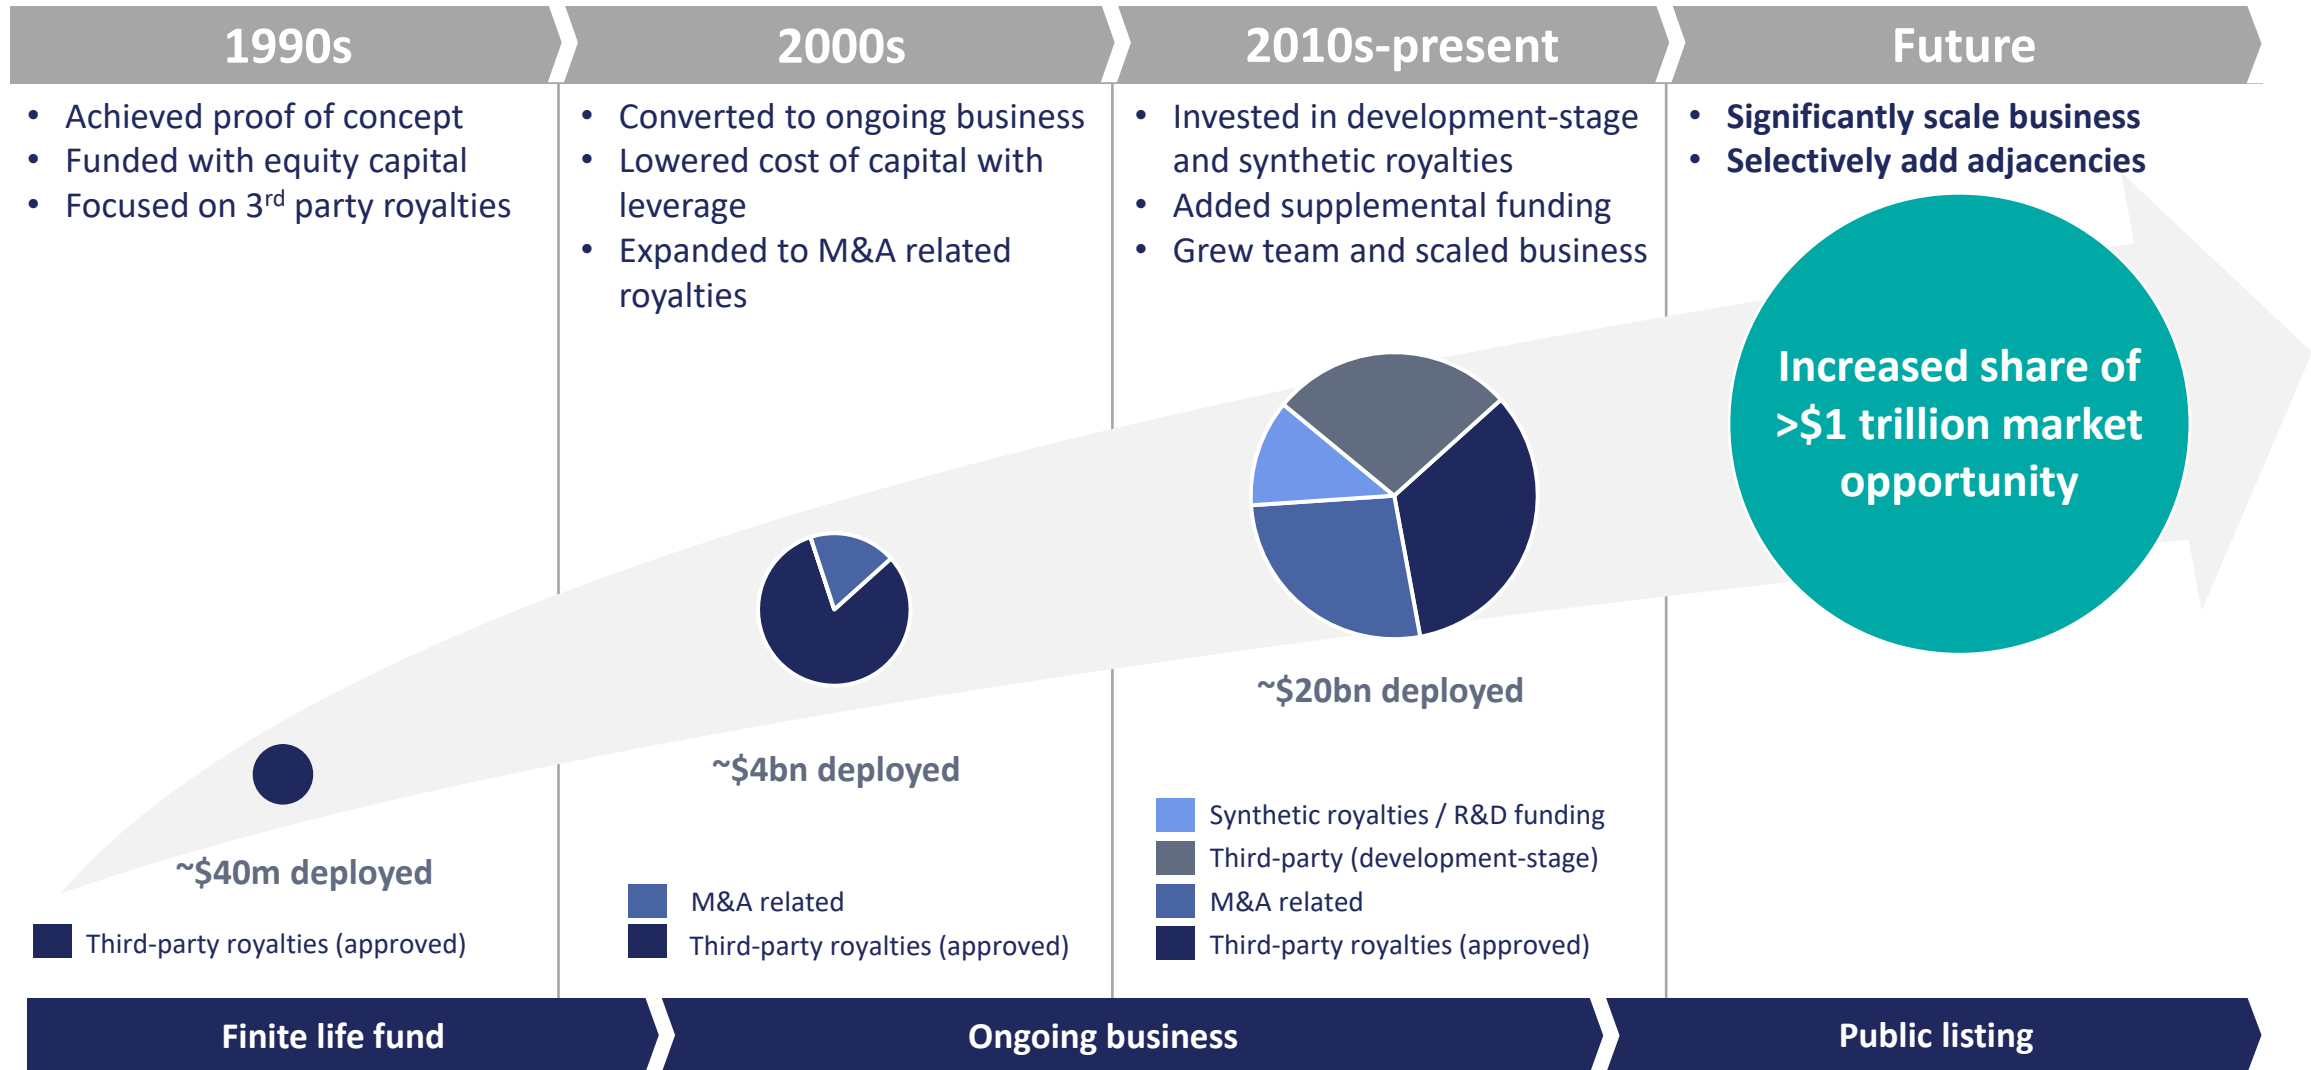 1990s
2000s
2010s-present
Future
• Achieved proof of concept
• Funded with equity capital
• Focused on 3rd party royalties
• Converted to ongoing business
• Lowered cost of capital with
leverage
• Expanded to M&A related
royalties
• Invested in development-stage
and synthetic royalties
• Added supplemental funding
• Grew team and scaled business
• Significantly scale business
• Selectively add adjacencies
Increased share of
>$1 trillion market
opportunity
~$40m deployed
~$4bn deployed
~$20bn deployed
Third-party royalties (approved)
M&A related
Third-party royalties (approved)
Synthetic royalties / R&D funding
Third-party (development-stage)
M&A related
Third-party royalties (approved)
Finite life fund
Ongoing business
Public listing